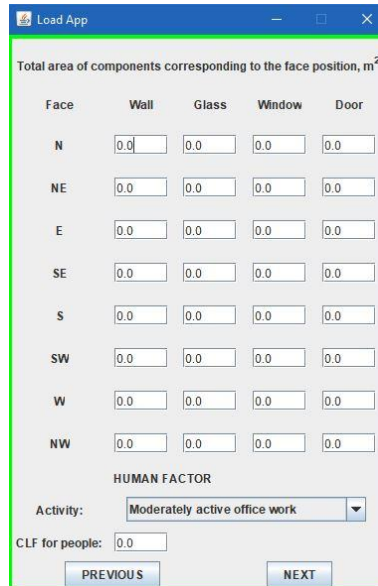 Load App
Total area of components corresponding to the face position, m²
Face Wall Glass Window Door
N 0.0 0.0 0.0 0.0
NE 0.0 0.0 0.0 0.0
E 0.0 0.0 0.0 0.0
SE 0.0 0.0 0.0 0.0
S 0.0 0.0 0.0 0.0
SW 0.0 0.0 0.0 0.0
W 0.0 0.0 0.0 0.0
NW 0.0 0.0 0.0 0.0
HUMAN FACTOR
Activity: Moderately active office work
CLF for people: 0.0
PREVIOUS NEXT